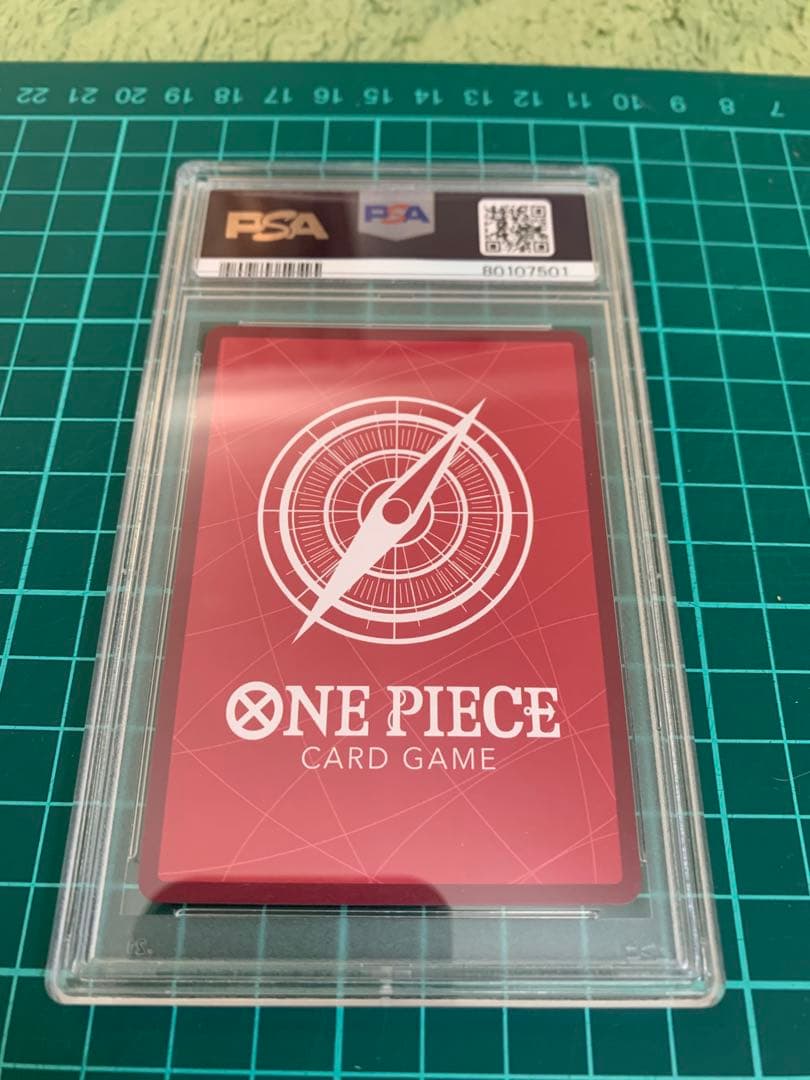 22 21 20 19 18 17 16 15 14 13 12 11 10 9 8 7
PSA
PSA
80107501
ONE PIECE
CARD GAME